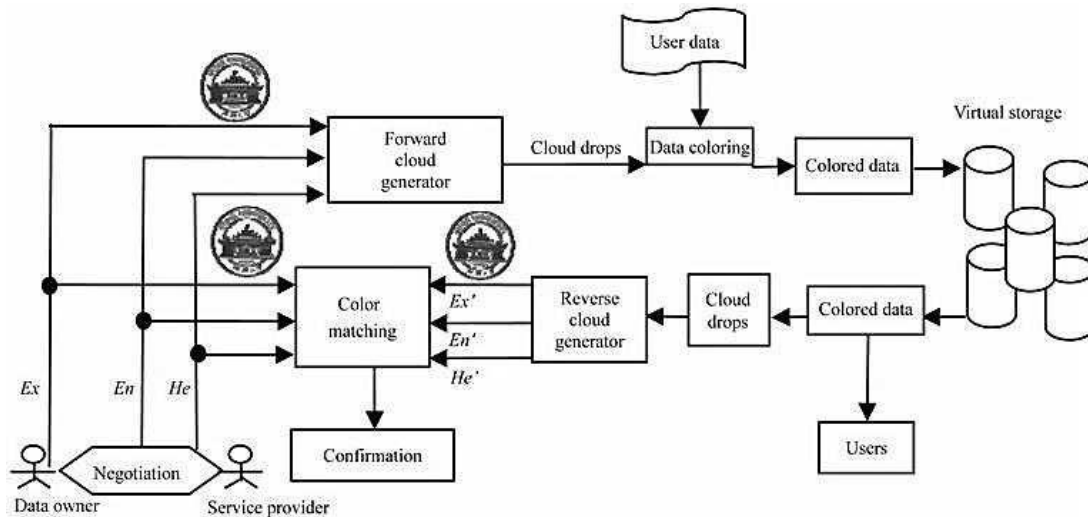 User data
Virtual storage
Forward
cloud
generator
Cloud drops
Data coloring
Colored data
Color
matching
Ex'
En'
He'
Reverse
cloud
generator
Cloud
drops
Colored data
Ex
En
He
Confirmation
Users
Negotiation
Data owner
Service provider